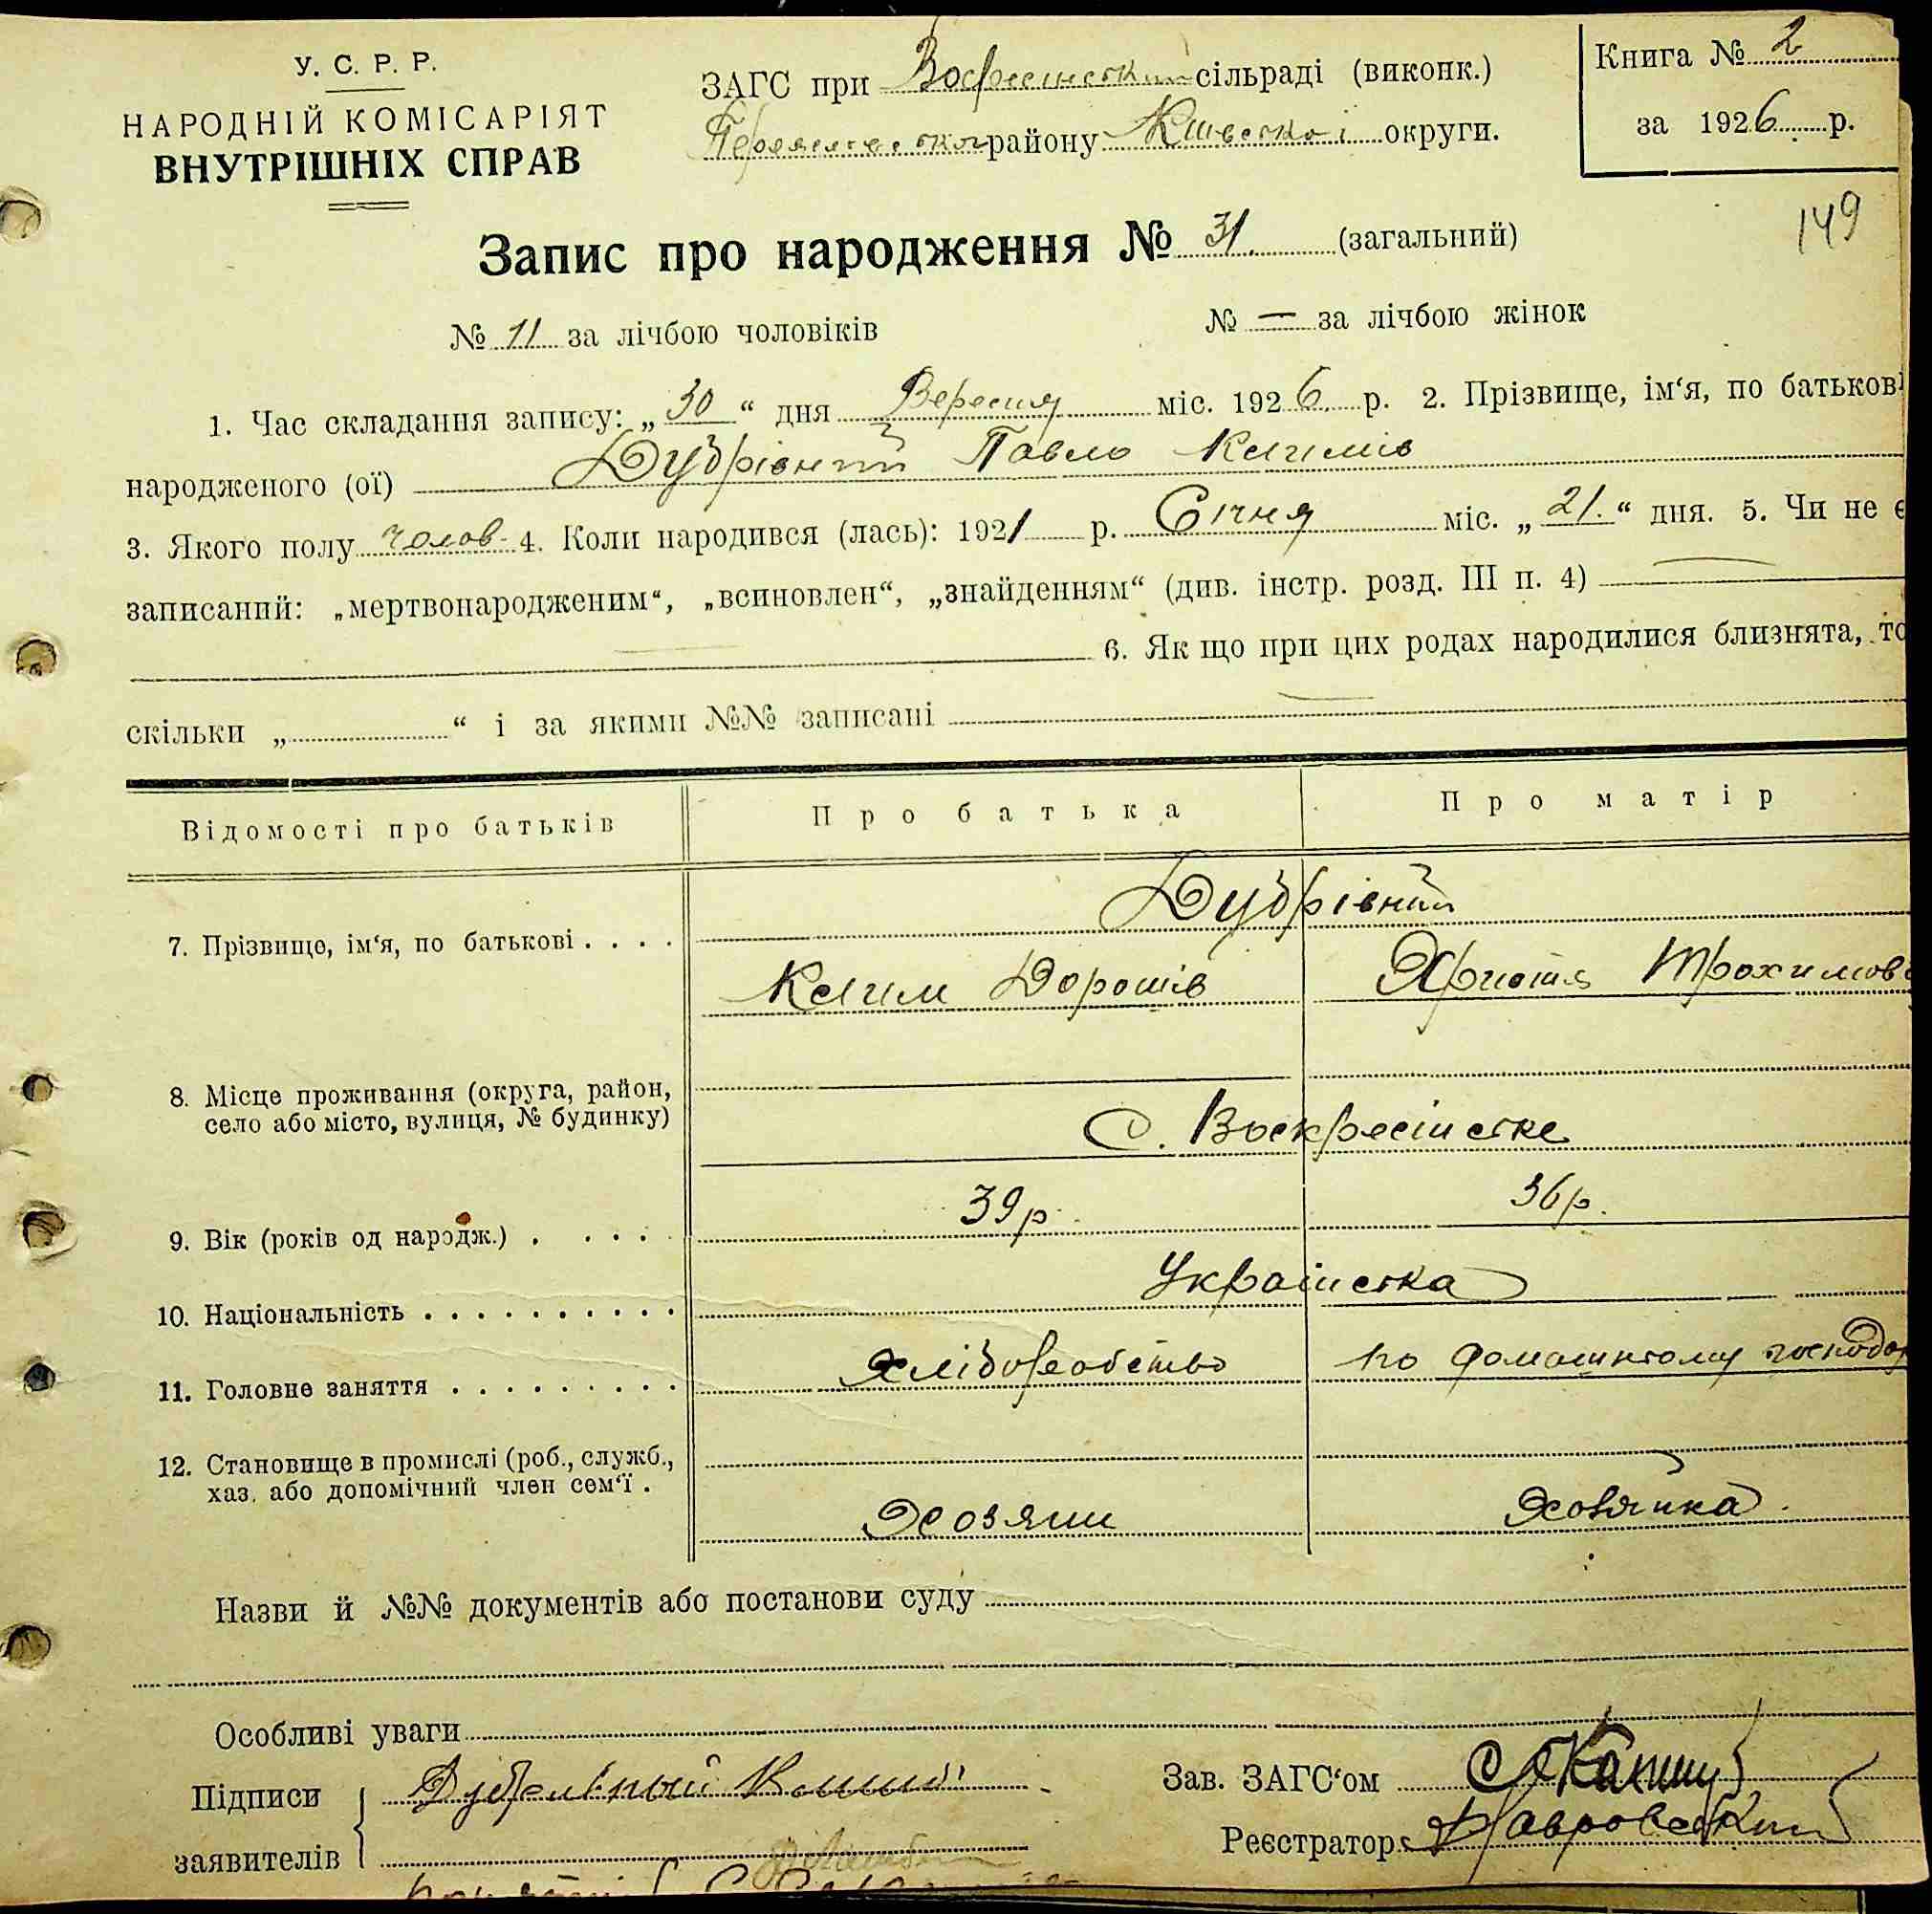 У. С. Р. Р.
НАРОДНІЙ КОМІСАРІЯТ
ВНУТРІШНІХ СПРАВ
ЗАГС при сільраді (виконк.)
району Київської округи.
Книга № 2
за 1926 р.
149
Запис про народження № 31. (загальний)
№ 11 за лічбою чоловіків № — за лічбою жінок
1. Час складання запису: „30“ дня Вересня міс. 1926 р. 2. Прізвище, ім'я, по батькові
народженого (ої) Дубрівний Павло Климів
3. Якого полу чолов. 4. Коли народився (лась): 1921 р. Січня міс. „21.“ дня. 5. Чи не є
записаний: „мертвонародженим“, „всиновлен“, „знайденням“ (див. інстр. розд. III п. 4) —
6. Як що при цих родах народилися близнята, то
скільки „ “ і за якими №№ записані —
Відомості про батьків Про батька Про матір
Дубрівний
7. Прізвище, ім'я, по батькові . . . .
Клим Дорошів Христя Трохимов
8. Місце проживання (округа, район,
село або місто, вулиця, № будинку) С. Воскресінське
9. Вік (років од народж.) . . . . . 39 р. 36 р.
10. Національність . . . . . . . . . . Українська
11. Головне заняття . . . . . . . . . Хліборобство по домашньому господар
12. Становище в промислі (роб., служб.,
хаз. або допомічний член сем'ї .
Хозяин Хозяйка.
Назви й №№ документів або постанови суду
Особливі уваги
Підписи
Зав. ЗАГС'ом
Реєстратор
заявителів